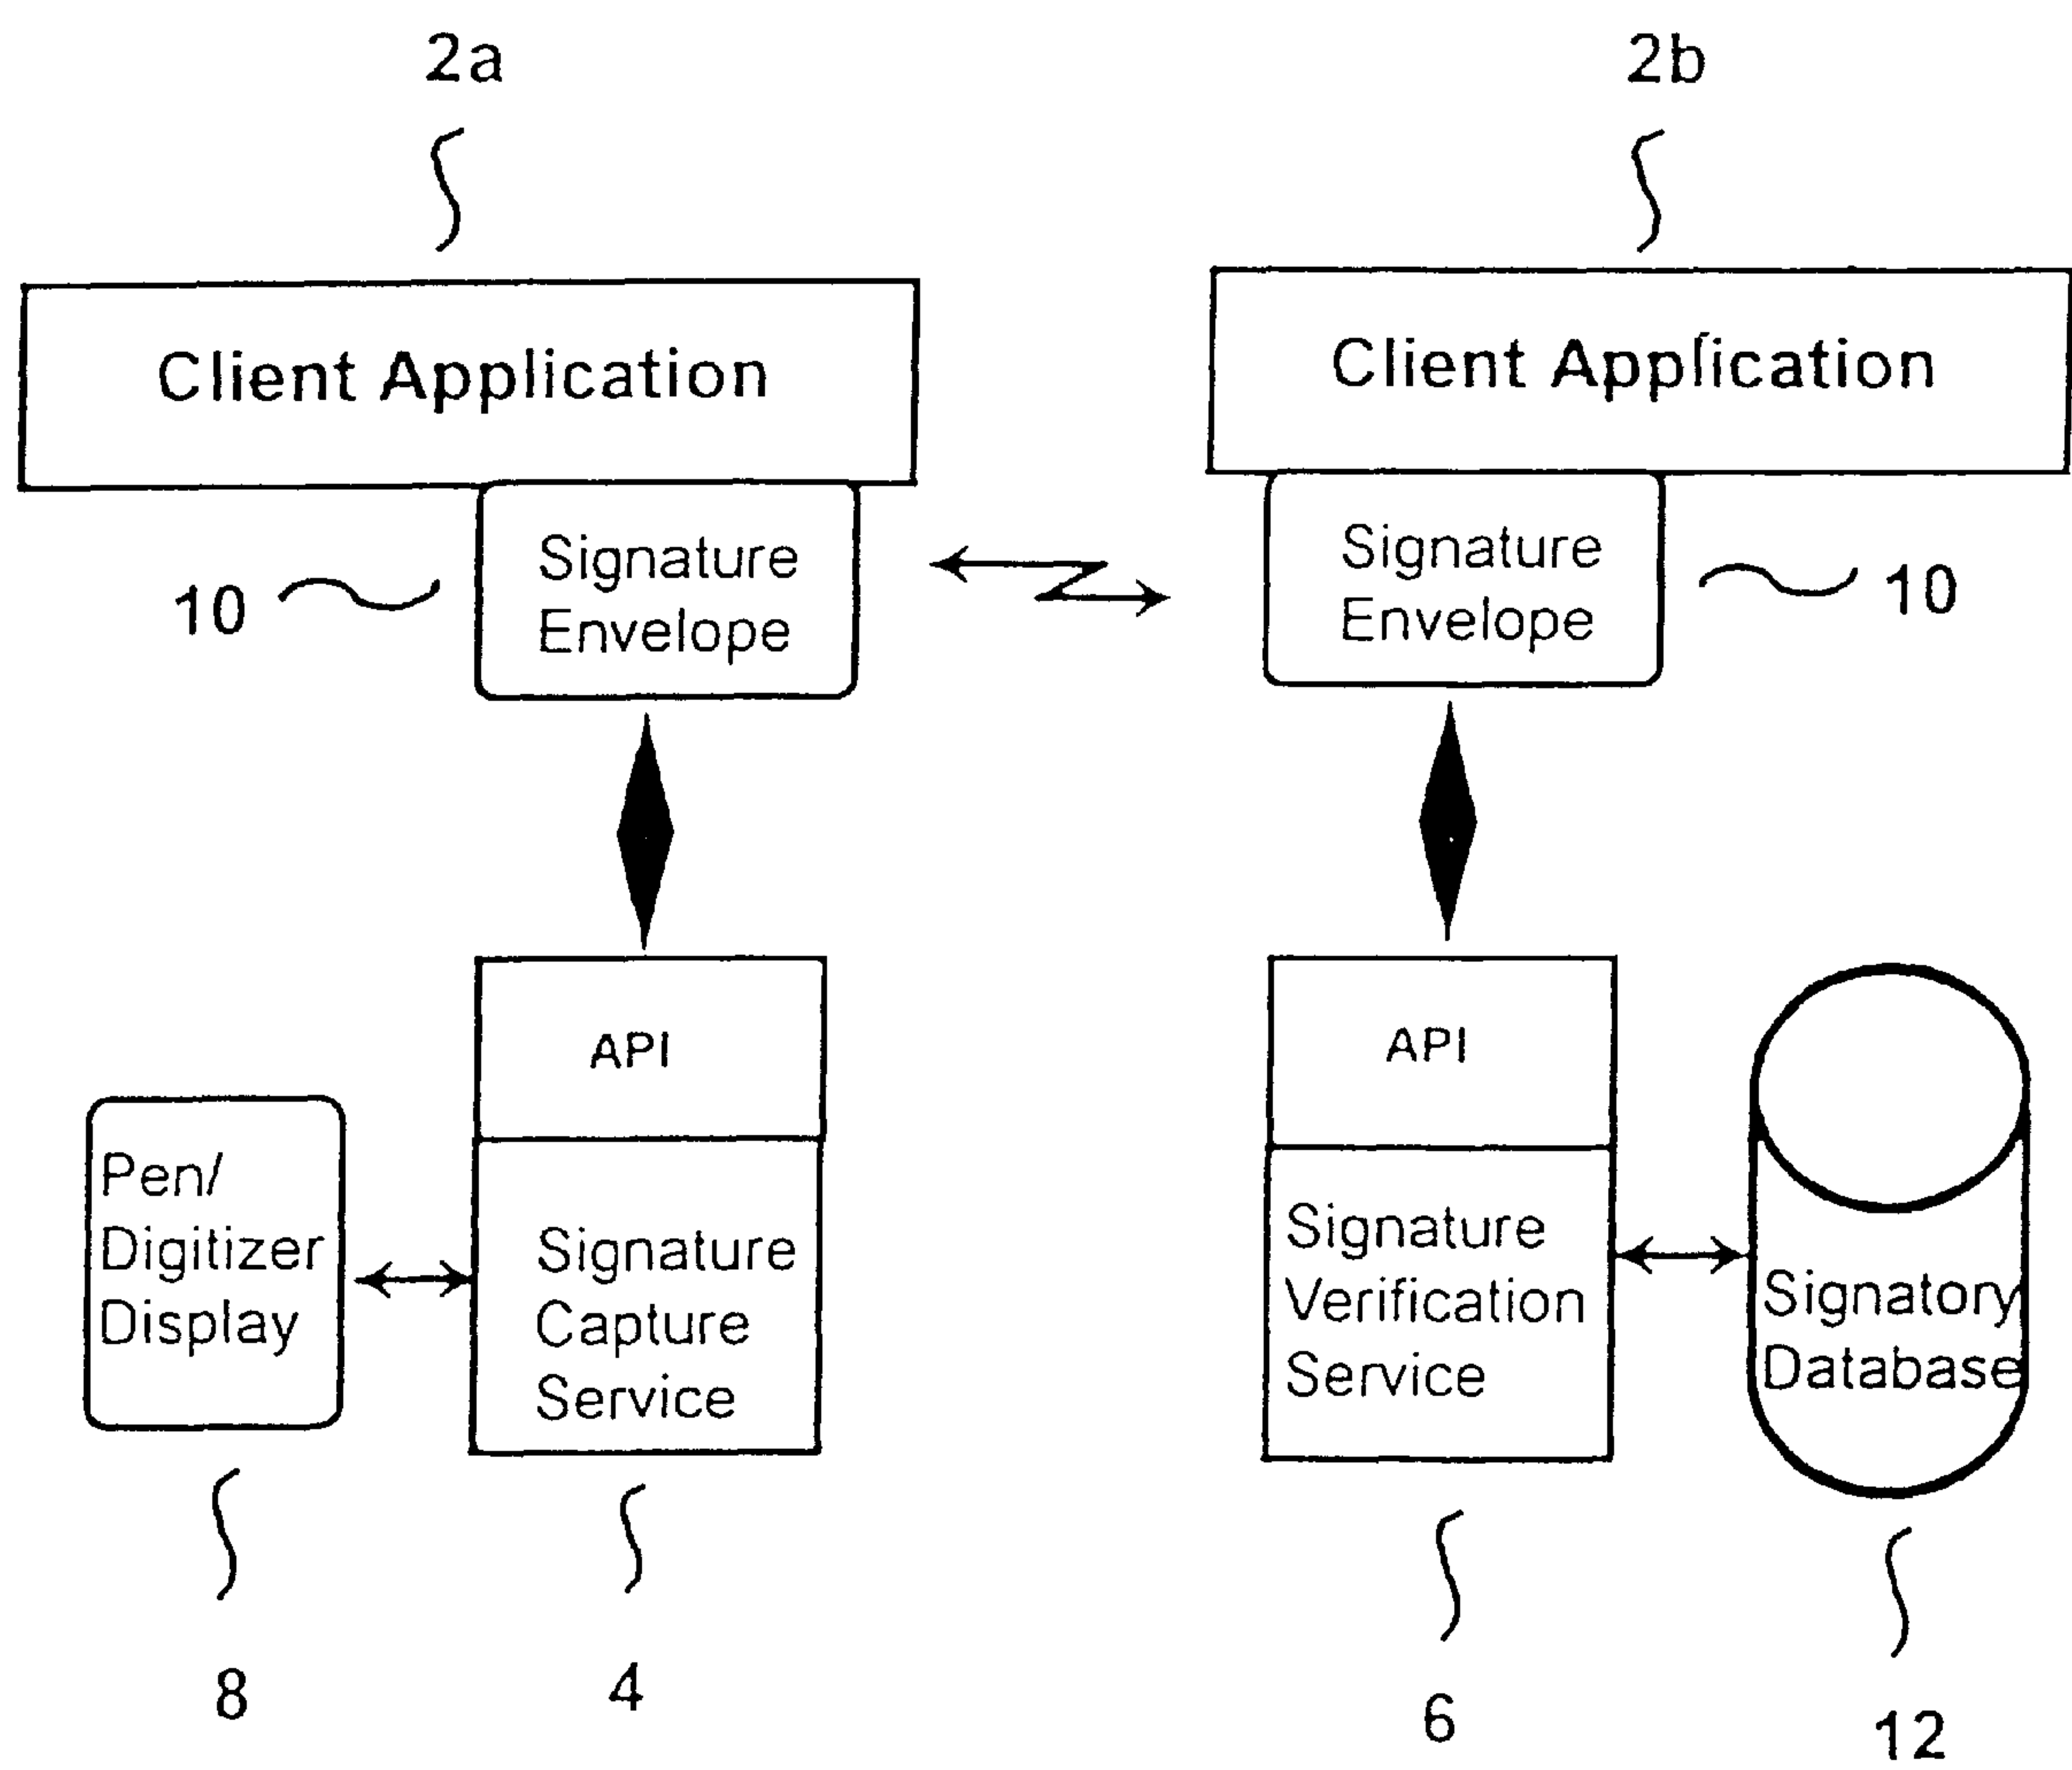 2a
2b
Client Application
Client Application
Signature
Envelope
10
Signature
Envelope
10
API
API
Pen/
Digitizer
Display
Signature
Capture
Service
Signature
Verification
Service
Signatory
Database
8
4
6
12